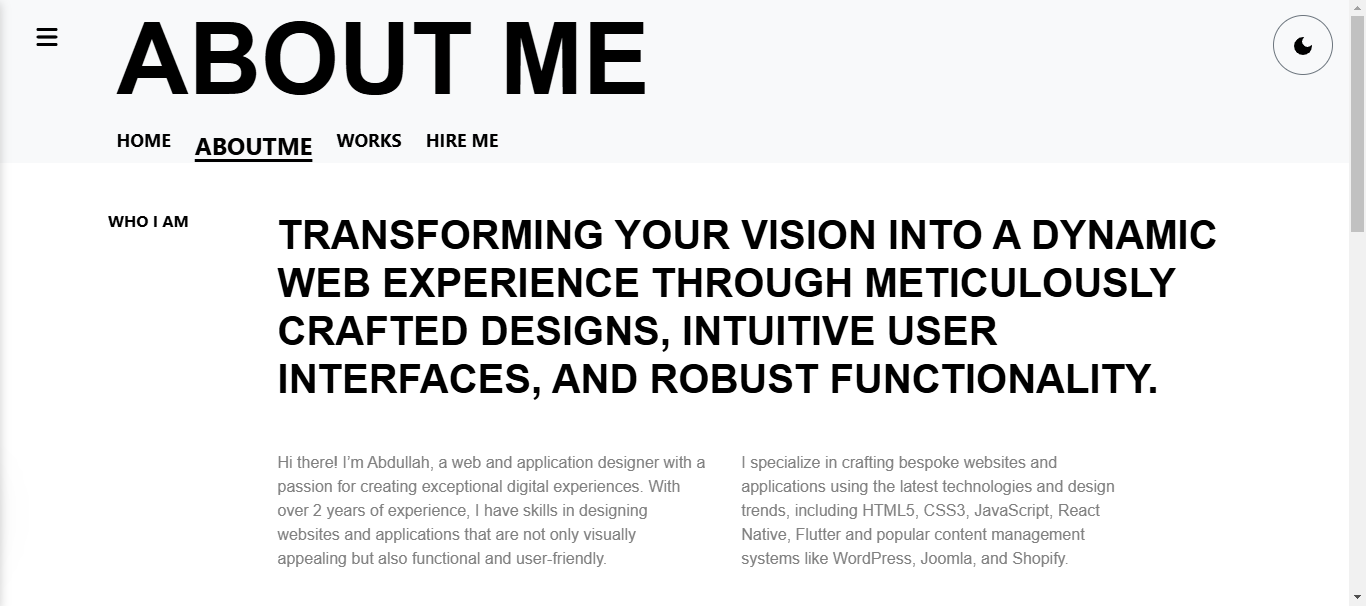 ABOUT ME
HOME ABOUTME WORKS HIRE ME
WHO I AM
TRANSFORMING YOUR VISION INTO A DYNAMIC
WEB EXPERIENCE THROUGH METICULOUSLY
CRAFTED DESIGNS, INTUITIVE USER
INTERFACES, AND ROBUST FUNCTIONALITY.
Hi there! I’m Abdullah, a web and application designer with a
passion for creating exceptional digital experiences. With
over 2 years of experience, I have skills in designing
websites and applications that are not only visually
appealing but also functional and user-friendly.
I specialize in crafting bespoke websites and
applications using the latest technologies and design
trends, including HTML5, CSS3, JavaScript, React
Native, Flutter and popular content management
systems like WordPress, Joomla, and Shopify.